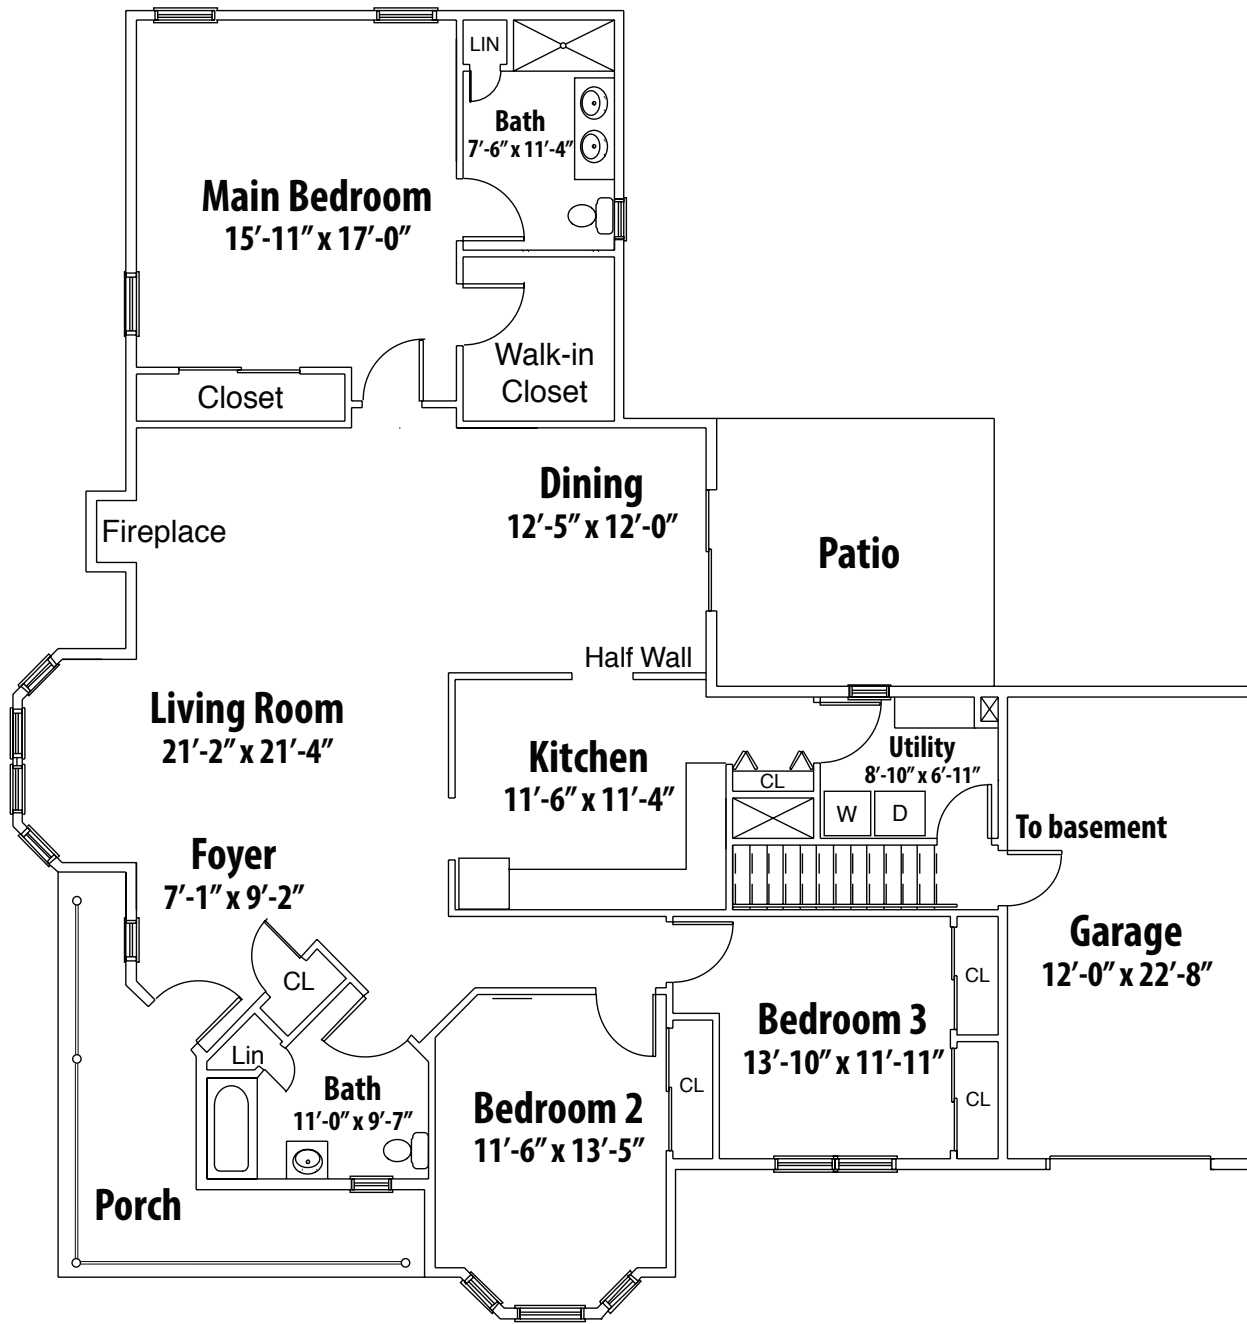 LIN
Bath
7′-6″ x 11′-4″
Main Bedroom
15′-11″ x 17′-0″
Walk-in
Closet
Closet
Dining
12′-5″ x 12′-0″
Fireplace
Patio
Half Wall
Living Room
21′-2″ x 21′-4″
Kitchen
11′-6″ x 11′-4″
Utility
8′-10″ x 6′-11″
CL
W
D
To basement
Foyer
7′-1″ x 9′-2″
Garage
12′-0″ x 22′-8″
CL
CL
Bedroom 3
13′-10″ x 11′-11″
Lin
Bath
11′-0″ x 9′-7″
Bedroom 2
11′-6″ x 13′-5″
CL
CL
Porch